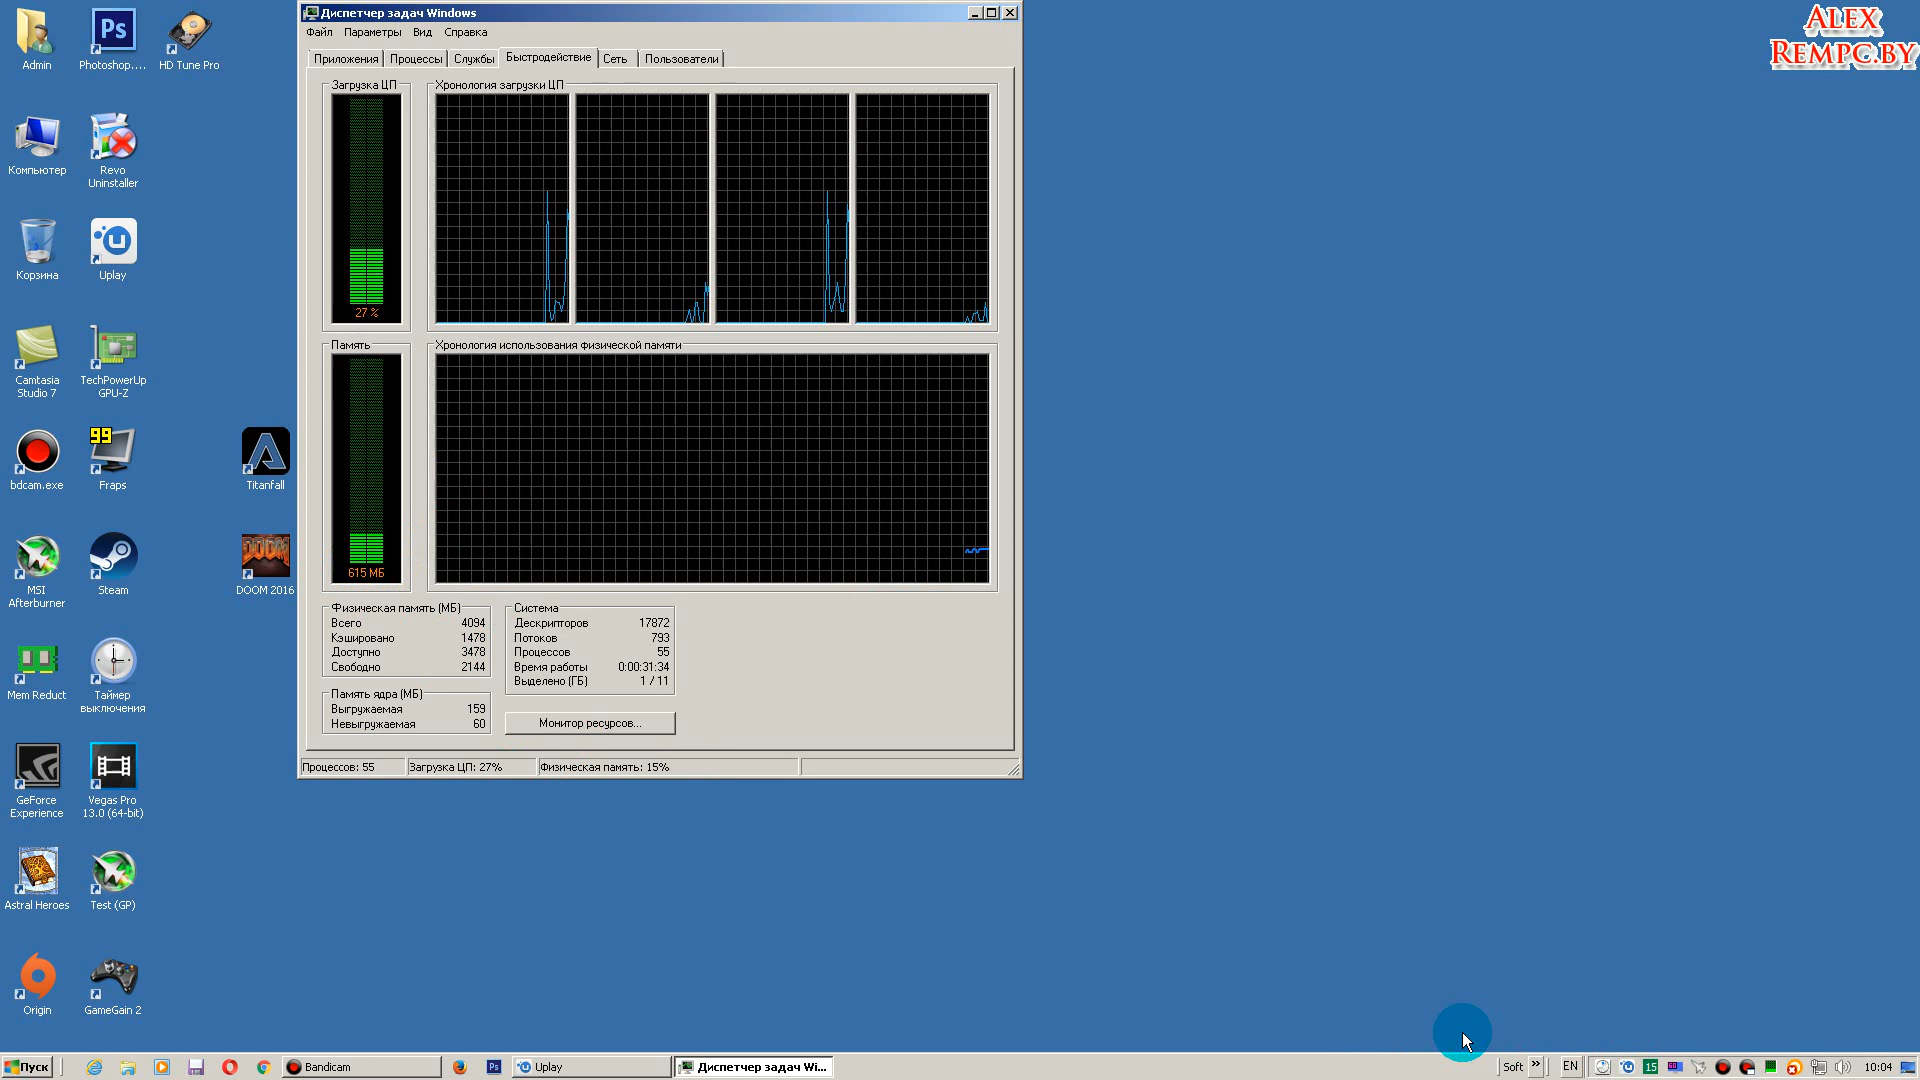 Диспетчер задач Windows
Файл Параметры Вид Справка
Приложения Процессы Службы Быстродействие Сеть Пользователи
Загрузка ЦП
27 %
Хронология загрузки ЦП
Память
615 МБ
Хронология использования физической памяти
Физическая память (МБ)
Всего 4094
Кэшировано 1478
Доступно 3478
Свободно 2144
Память ядра (МБ)
Выгружаемая 159
Невыгружаемая 60
Система
Дескрипторов 17872
Потоков 793
Процессов 55
Время работы 0:00:31:34
Выделено (ГБ) 1 / 11
Монитор ресурсов...
Процессов: 55 Загрузка ЦП: 27% Физическая память: 15%
Alex
Rempc.by
Admin
Ps
Photoshop....
HD Tune Pro
Компьютер
Revo
Uninstaller
Корзина
Uplay
Camtasia
Studio 7
TechPowerUp
GPU-Z
bdcam.exe
99
Fraps
Titanfall
MSI
Afterburner
Steam
DOOM
DOOM 2016
Mem Reduct
Таймер
выключения
GeForce
Experience
Vegas Pro
13.0 (64-bit)
Astral Heroes
Test (GP)
Origin
GameGain 2
Пуск
Bandicam
Ps
Uplay
Диспетчер задач Wi...
Soft
EN
15
10:04